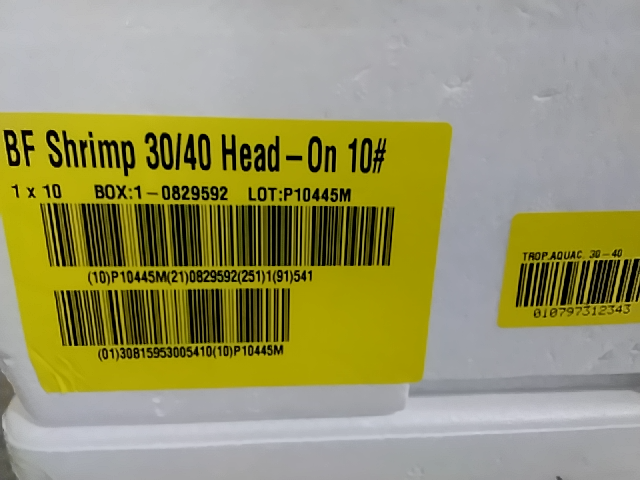 BF Shrimp 30/40 Head-On 10#
1 x 10 BOX:1-0829592 LOT:P10445M
(10)P10445M(21)0829592(251)1(91)541
(01)30815953005410(10)P10445M
TROP.AQUAC. 30-40
010797312343